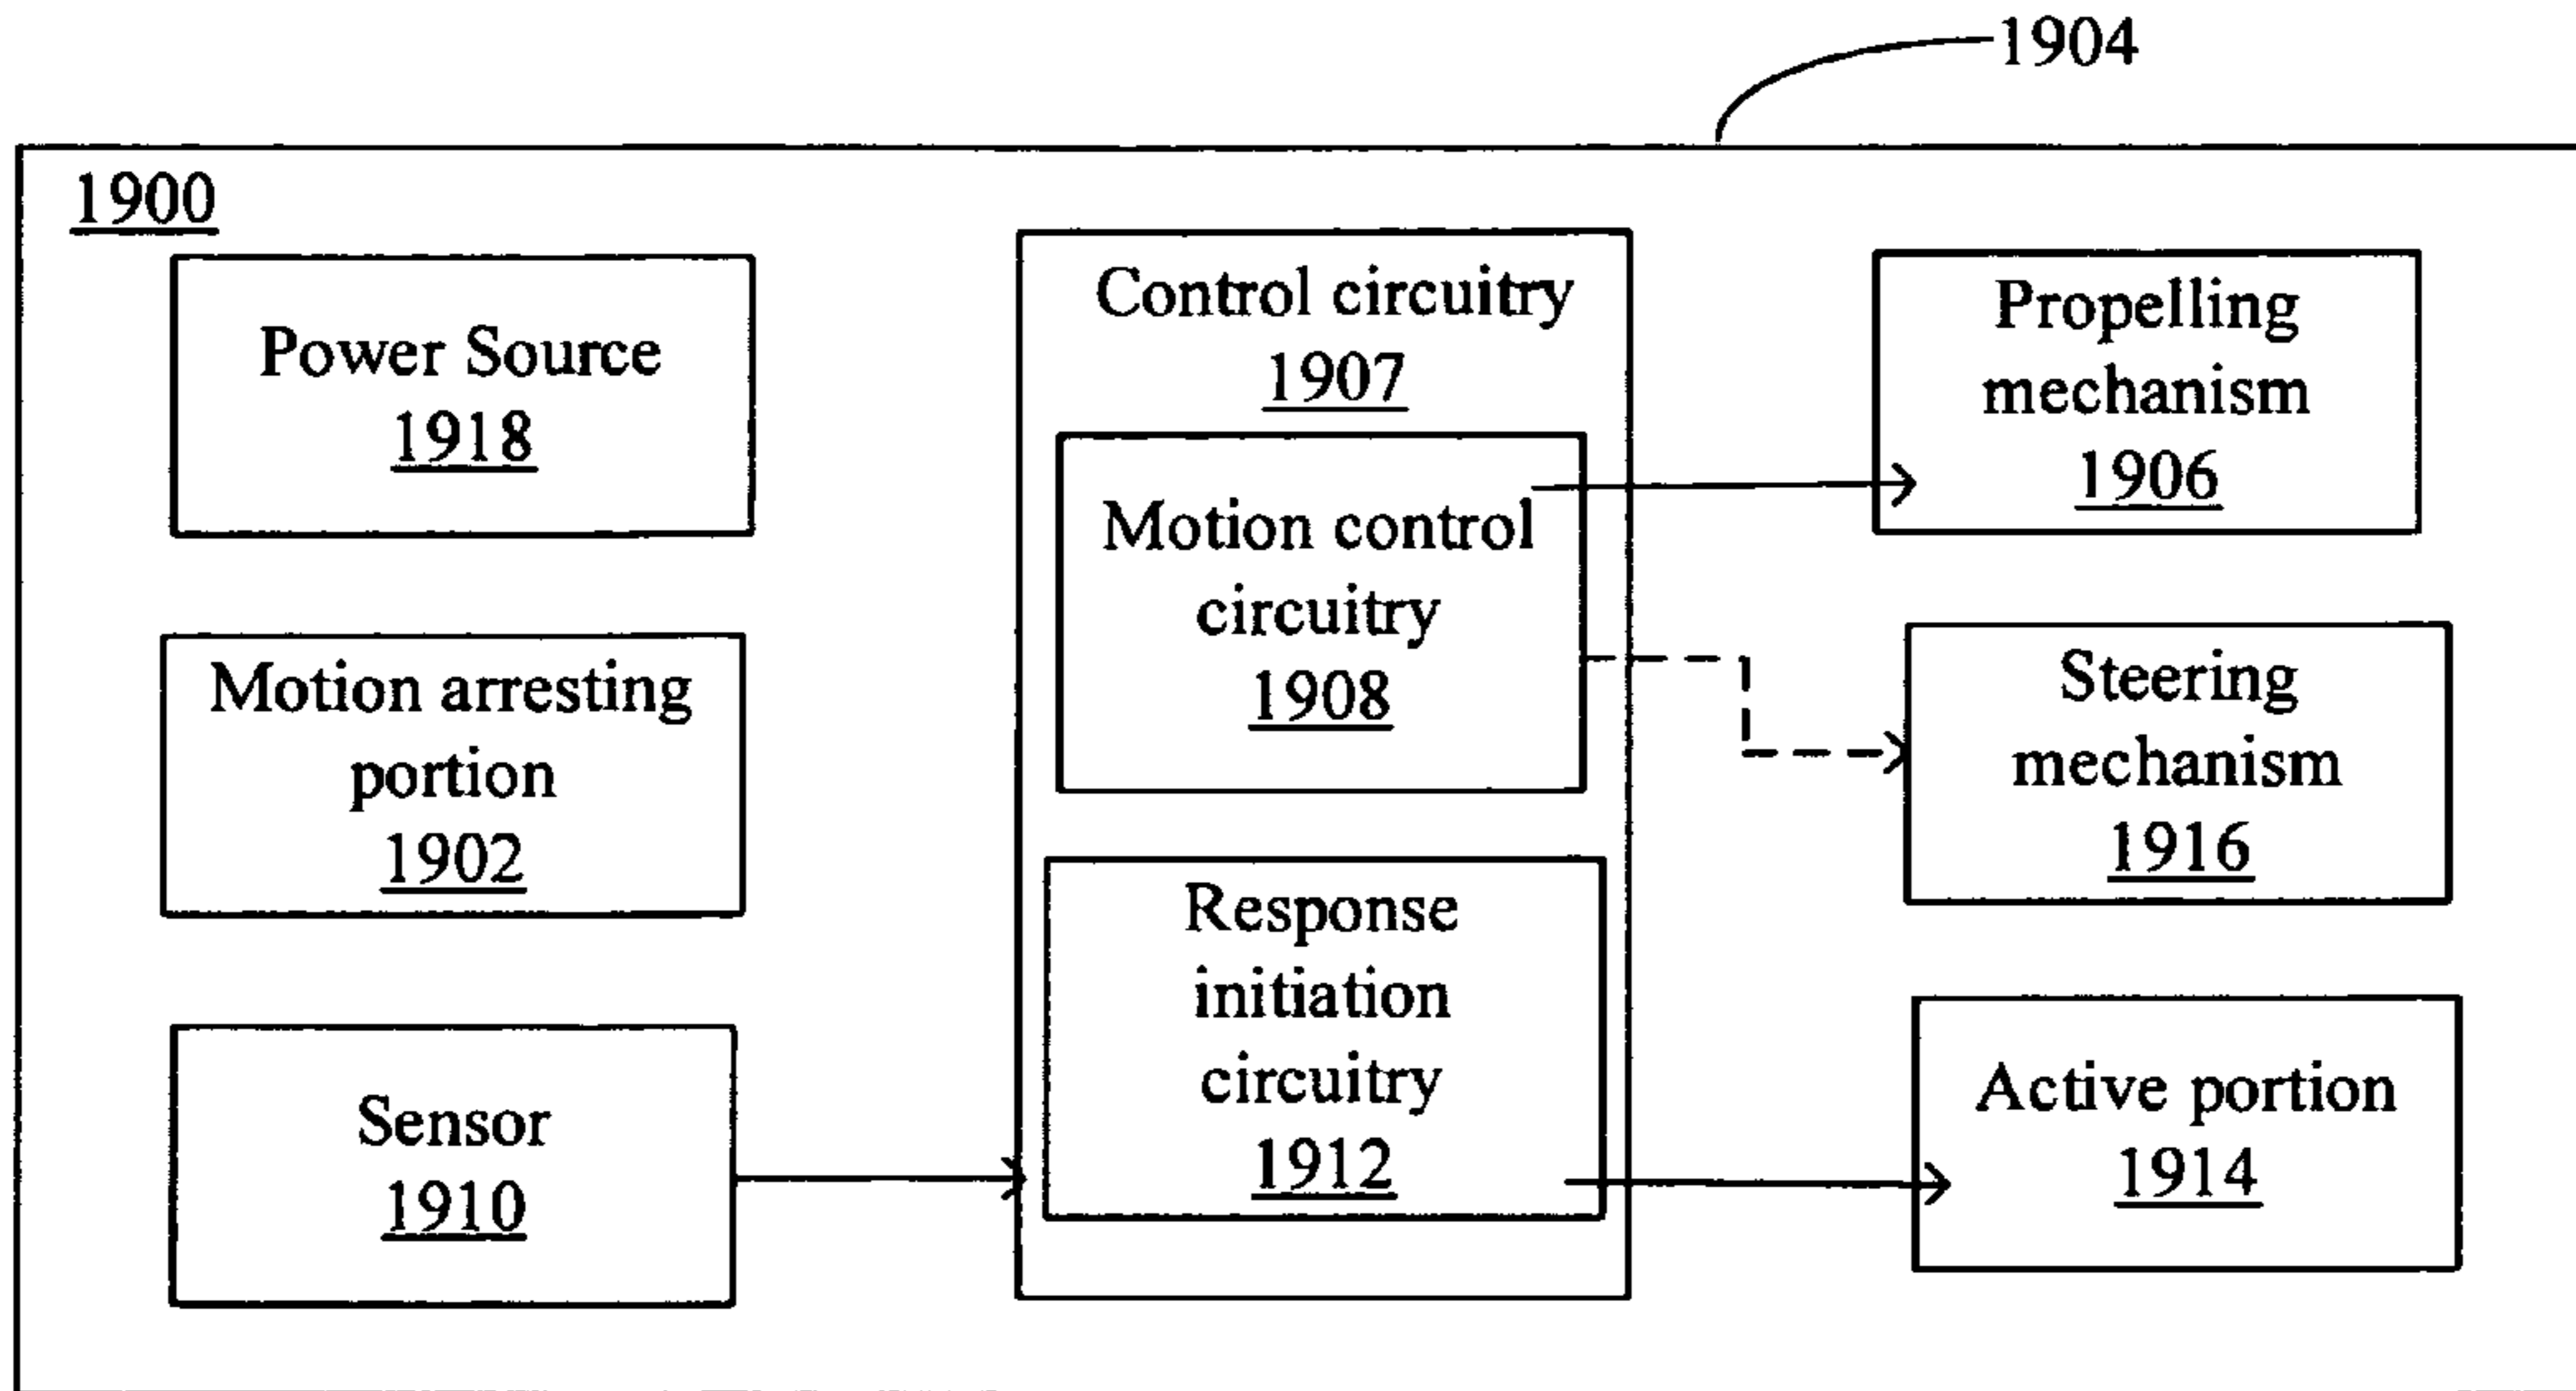 1904
1900
Power Source
1918
Motion arresting
portion
1902
Sensor
1910
Control circuitry
1907
Motion control
circuitry
1908
Response
initiation
circuitry
1912
Propelling
mechanism
1906
Steering
mechanism
1916
Active portion
1914